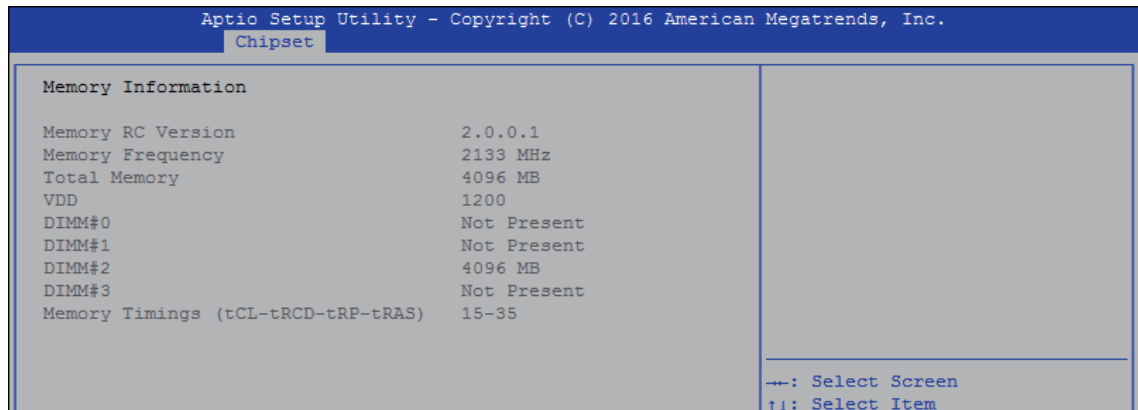 Aptio Setup Utility - Copyright (C) 2016 American Megatrends, Inc.
Chipset
Memory Information
Memory RC Version 2.0.0.1
Memory Frequency 2133 MHz
Total Memory 4096 MB
VDD 1200
DIMM#0 Not Present
DIMM#1 Not Present
DIMM#2 4096 MB
DIMM#3 Not Present
Memory Timings (tCL-tRCD-tRP-tRAS) 15-35
→←: Select Screen
↑↓: Select Item